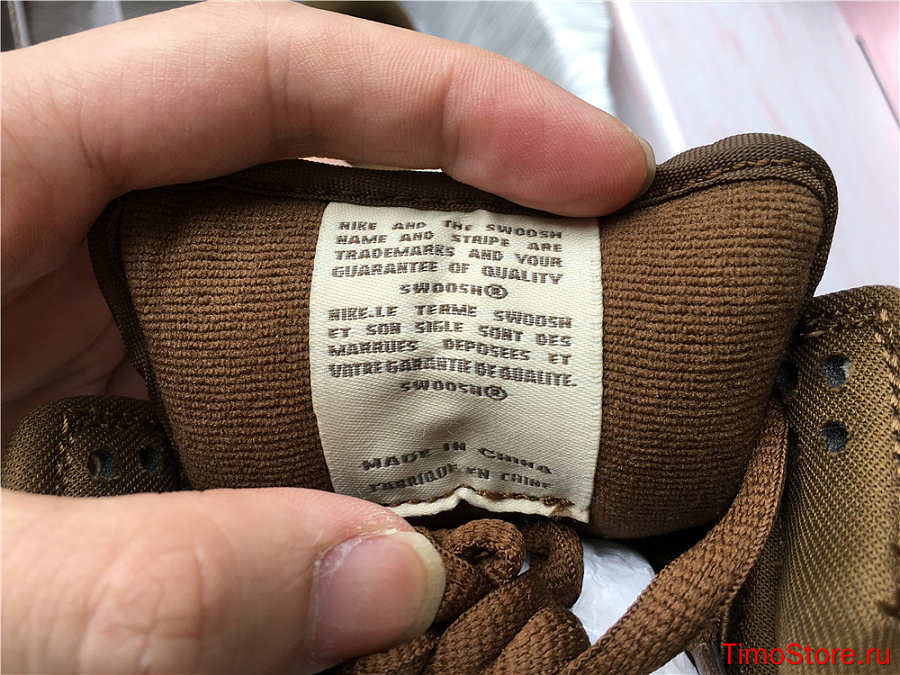 NIKE AND THE SWOOSH
NAME AND STRIPE ARE
TRADEMARKS AND YOUR
GUARANTEE OF QUALITY
SWOOSH®
NIKE.LE TERME SWOOSH
ET SON SIGLE SONT DES
MARQUES DEPOSEES ET
VOTRE GARANTIE DE QUALITE.
SWOOSH®
MADE IN CHINA
FABRIQUE EN CHINE
TimoStore.ru